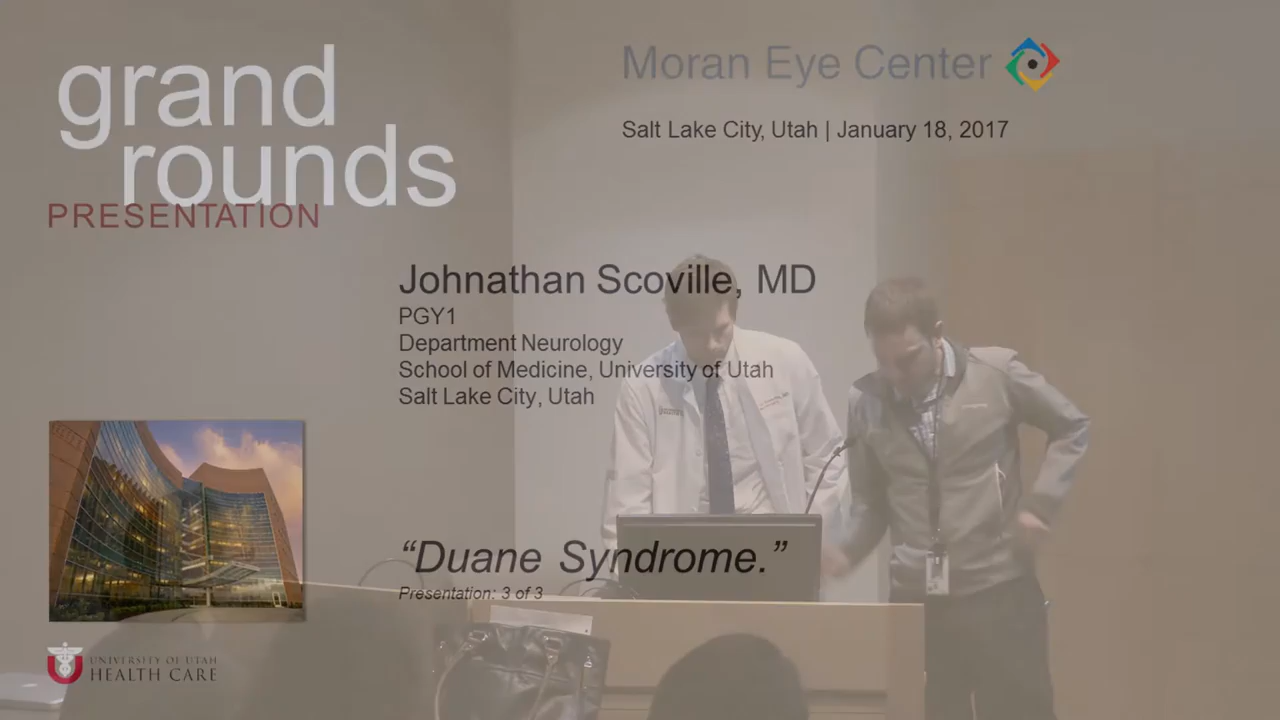 grand
rounds
PRESENTATION
Moran Eye Center
Salt Lake City, Utah | January 18, 2017
Johnathan Scoville, MD
PGY1
Department Neurology
School of Medicine, University of Utah
Salt Lake City, Utah
“Duane Syndrome.”
Presentation: 3 of 3
UNIVERSITY OF UTAH
HEALTH CARE